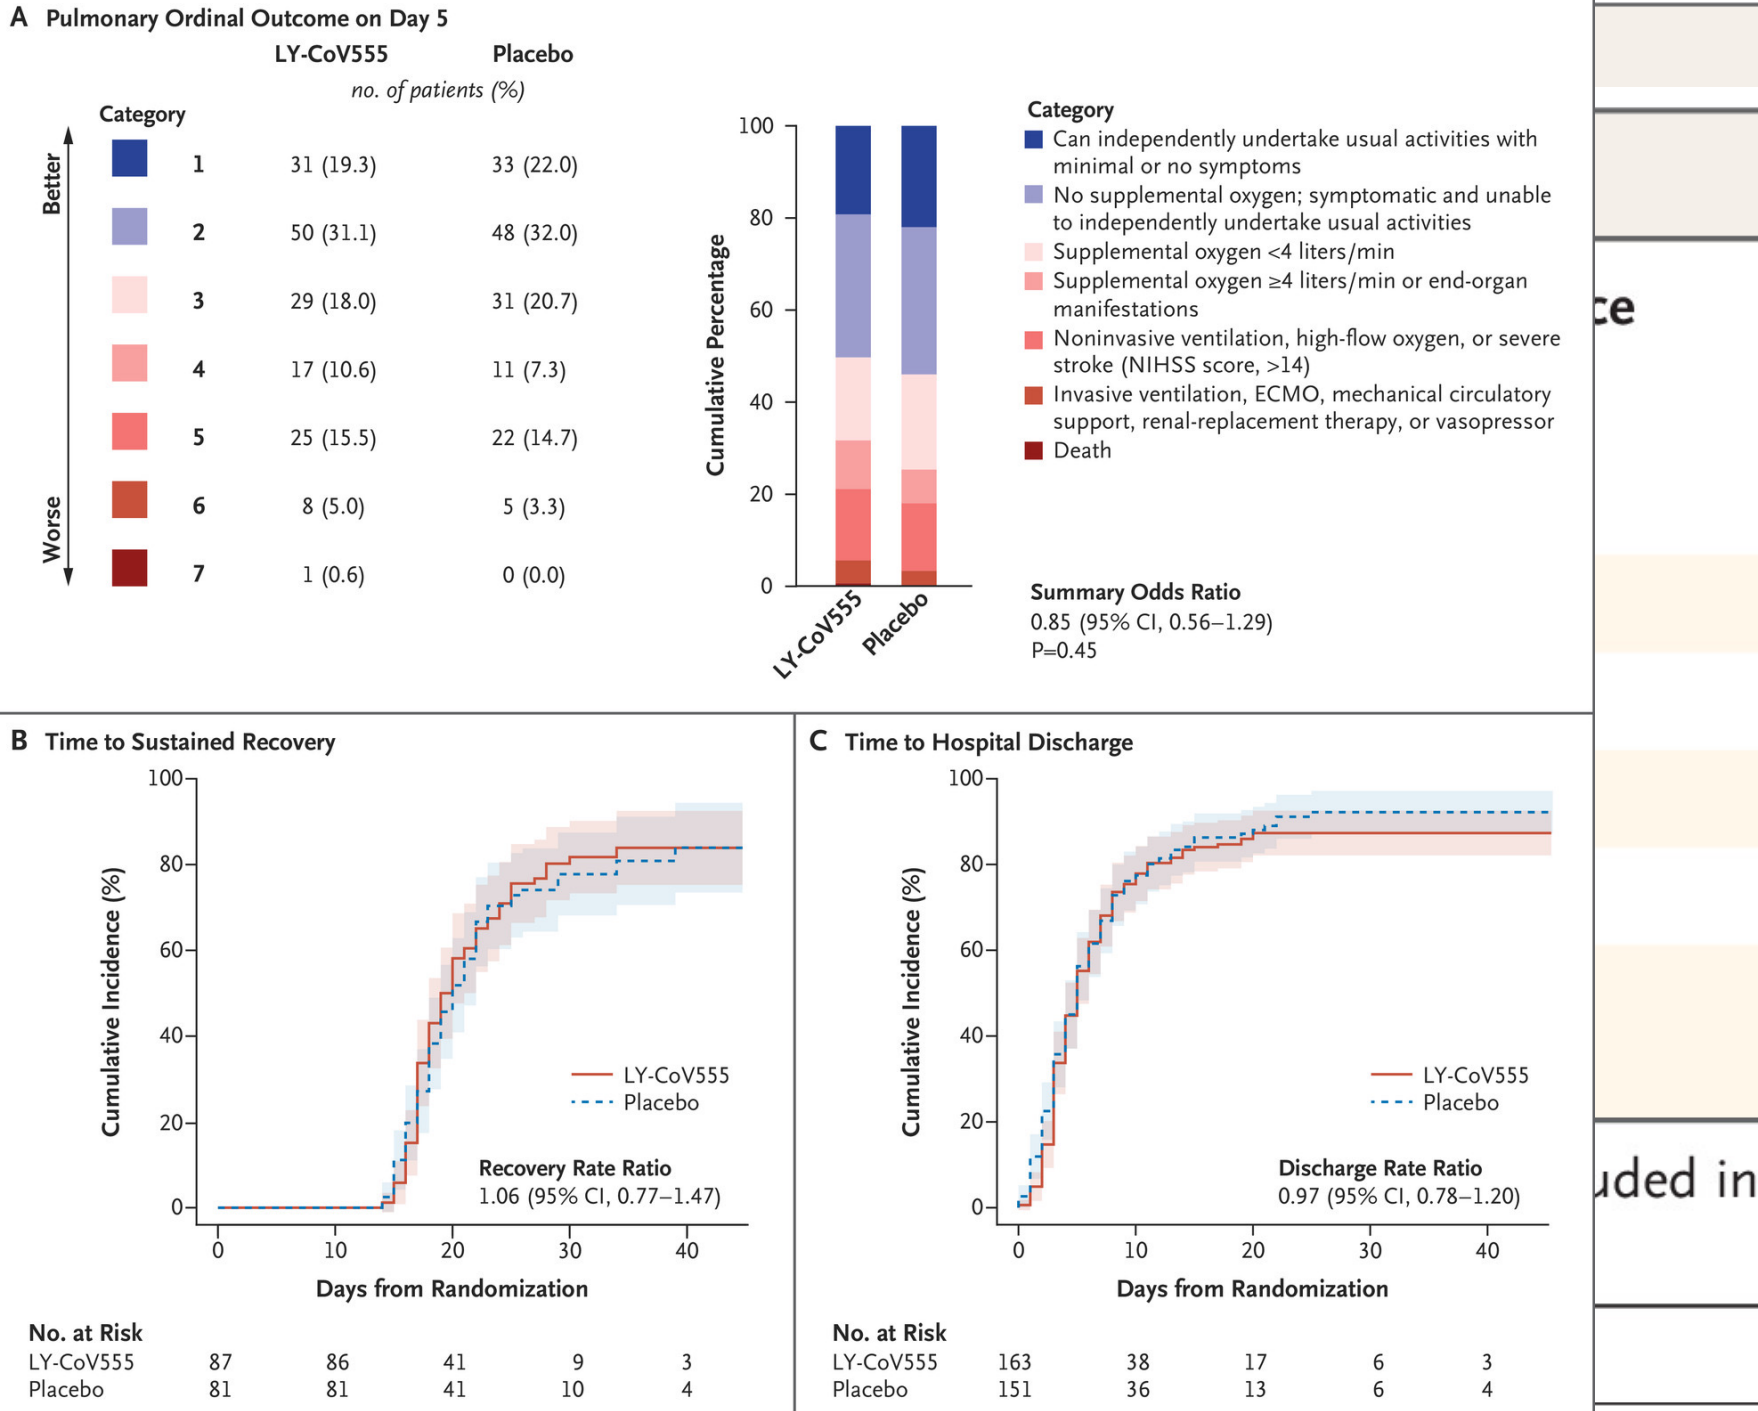 A Pulmonary Ordinal Outcome on Day 5
LY-CoV555 Placebo
no. of patients (%)
Category
Better
Worse
1 31 (19.3) 33 (22.0)
2 50 (31.1) 48 (32.0)
3 29 (18.0) 31 (20.7)
4 17 (10.6) 11 (7.3)
5 25 (15.5) 22 (14.7)
6 8 (5.0) 5 (3.3)
7 1 (0.6) 0 (0.0)
Cumulative Percentage
100
80
60
40
20
0
LY-CoV555
Placebo
Category
Can independently undertake usual activities with
minimal or no symptoms
No supplemental oxygen; symptomatic and unable
to independently undertake usual activities
Supplemental oxygen <4 liters/min
Supplemental oxygen ≥4 liters/min or end-organ
manifestations
Noninvasive ventilation, high-flow oxygen, or severe
stroke (NIHSS score, >14)
Invasive ventilation, ECMO, mechanical circulatory
support, renal-replacement therapy, or vasopressor
Death
Summary Odds Ratio
0.85 (95% CI, 0.56–1.29)
P=0.45
B Time to Sustained Recovery
Cumulative Incidence (%)
100
80
60
40
20
0
LY-CoV555
Placebo
Recovery Rate Ratio
1.06 (95% CI, 0.77–1.47)
0 10 20 30 40
Days from Randomization
No. at Risk
LY-CoV555 87 86 41 9 3
Placebo 81 81 41 10 4
C Time to Hospital Discharge
Cumulative Incidence (%)
100
80
60
40
20
0
LY-CoV555
Placebo
Discharge Rate Ratio
0.97 (95% CI, 0.78–1.20)
0 10 20 30 40
Days from Randomization
No. at Risk
LY-CoV555 163 38 17 6 3
Placebo 151 36 13 6 4
ce
uded in